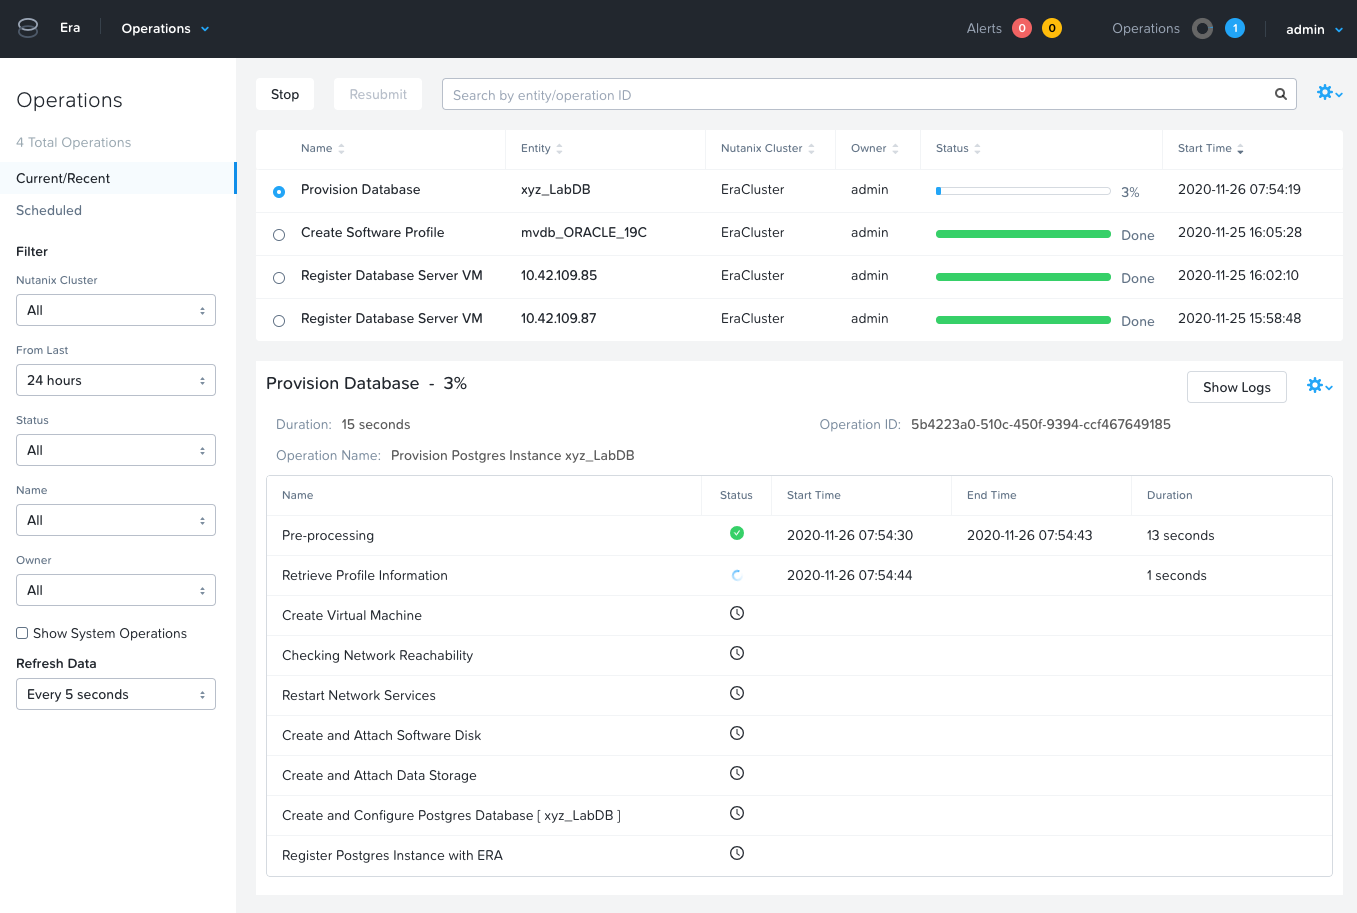 Era
Operations
Alerts 0 0
Operations 1
admin
Operations
4 Total Operations
Current/Recent
Scheduled
Filter
Nutanix Cluster
All
From Last
24 hours
Status
All
Name
All
Owner
All
Show System Operations
Refresh Data
Every 5 seconds
Stop
Resubmit
Search by entity/operation ID
Name Entity Nutanix Cluster Owner Status Start Time
Provision Database xyz_LabDB EraCluster admin 3% 2020-11-26 07:54:19
Create Software Profile mvdb_ORACLE_19C EraCluster admin Done 2020-11-25 16:05:28
Register Database Server VM 10.42.109.85 EraCluster admin Done 2020-11-25 16:02:10
Register Database Server VM 10.42.109.87 EraCluster admin Done 2020-11-25 15:58:48
Provision Database - 3%
Show Logs
Duration: 15 seconds
Operation ID: 5b4223a0-510c-450f-9394-ccf467649185
Operation Name: Provision Postgres Instance xyz_LabDB
Name Status Start Time End Time Duration
Pre-processing 2020-11-26 07:54:30 2020-11-26 07:54:43 13 seconds
Retrieve Profile Information 2020-11-26 07:54:44 1 seconds
Create Virtual Machine
Checking Network Reachability
Restart Network Services
Create and Attach Software Disk
Create and Attach Data Storage
Create and Configure Postgres Database [ xyz_LabDB ]
Register Postgres Instance with ERA